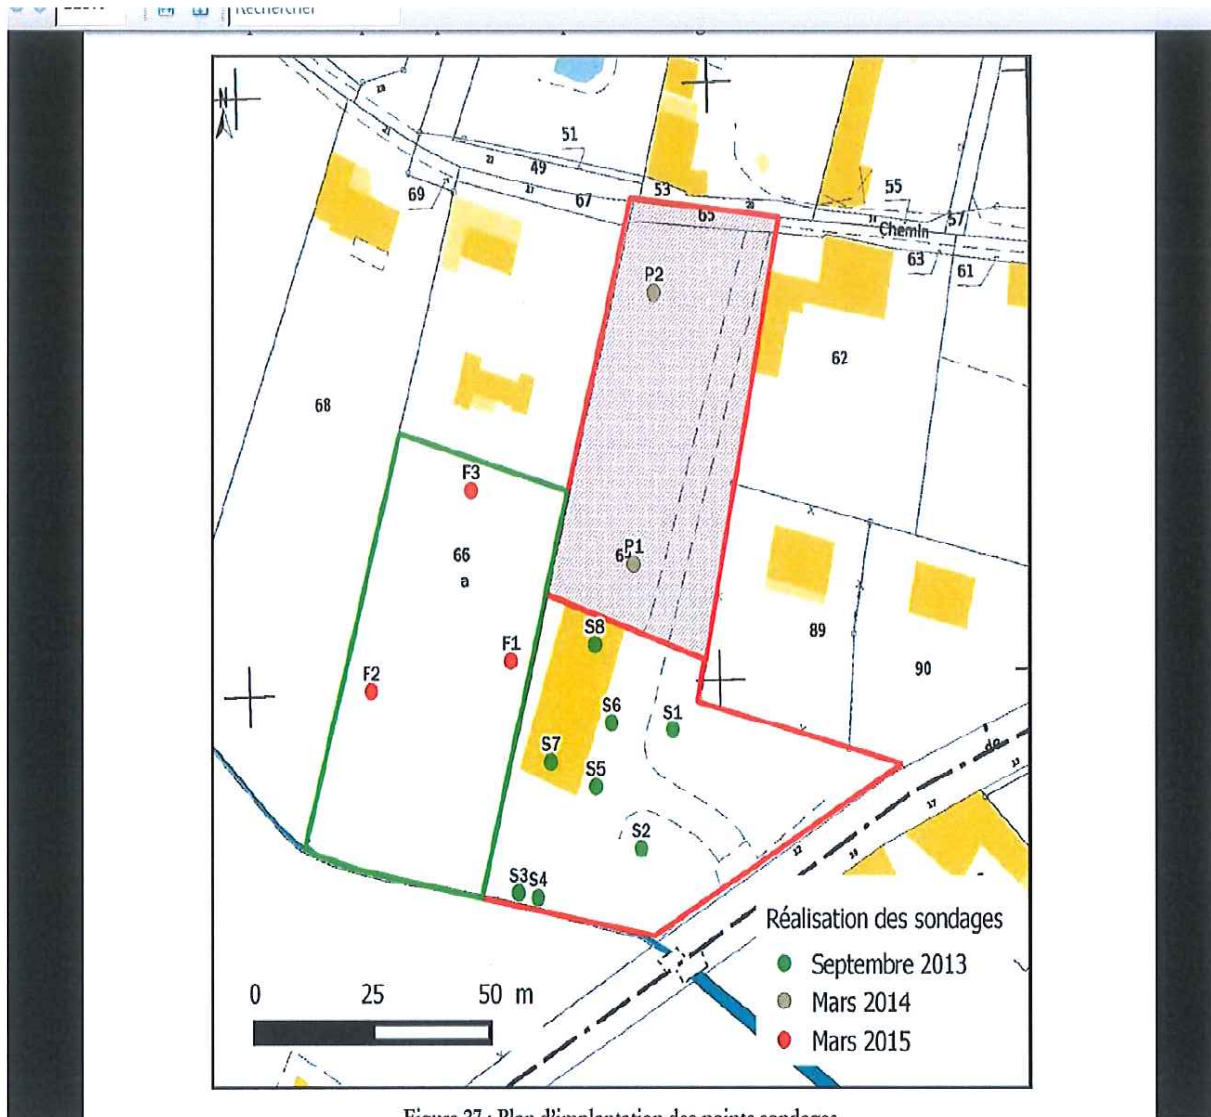 Rechercher
N
51
49
69
67
53
65
55
57
Chemin
63
61
P2
62
68
F3
66
a
P1
89
90
S8
F1
F2
S6
S1
S7
S5
S2
S3 S4
17
Réalisation des sondages
Septembre 2013
Mars 2014
Mars 2015
0 25 50 m
Figure 27 : Plan d'implantation des points sondages